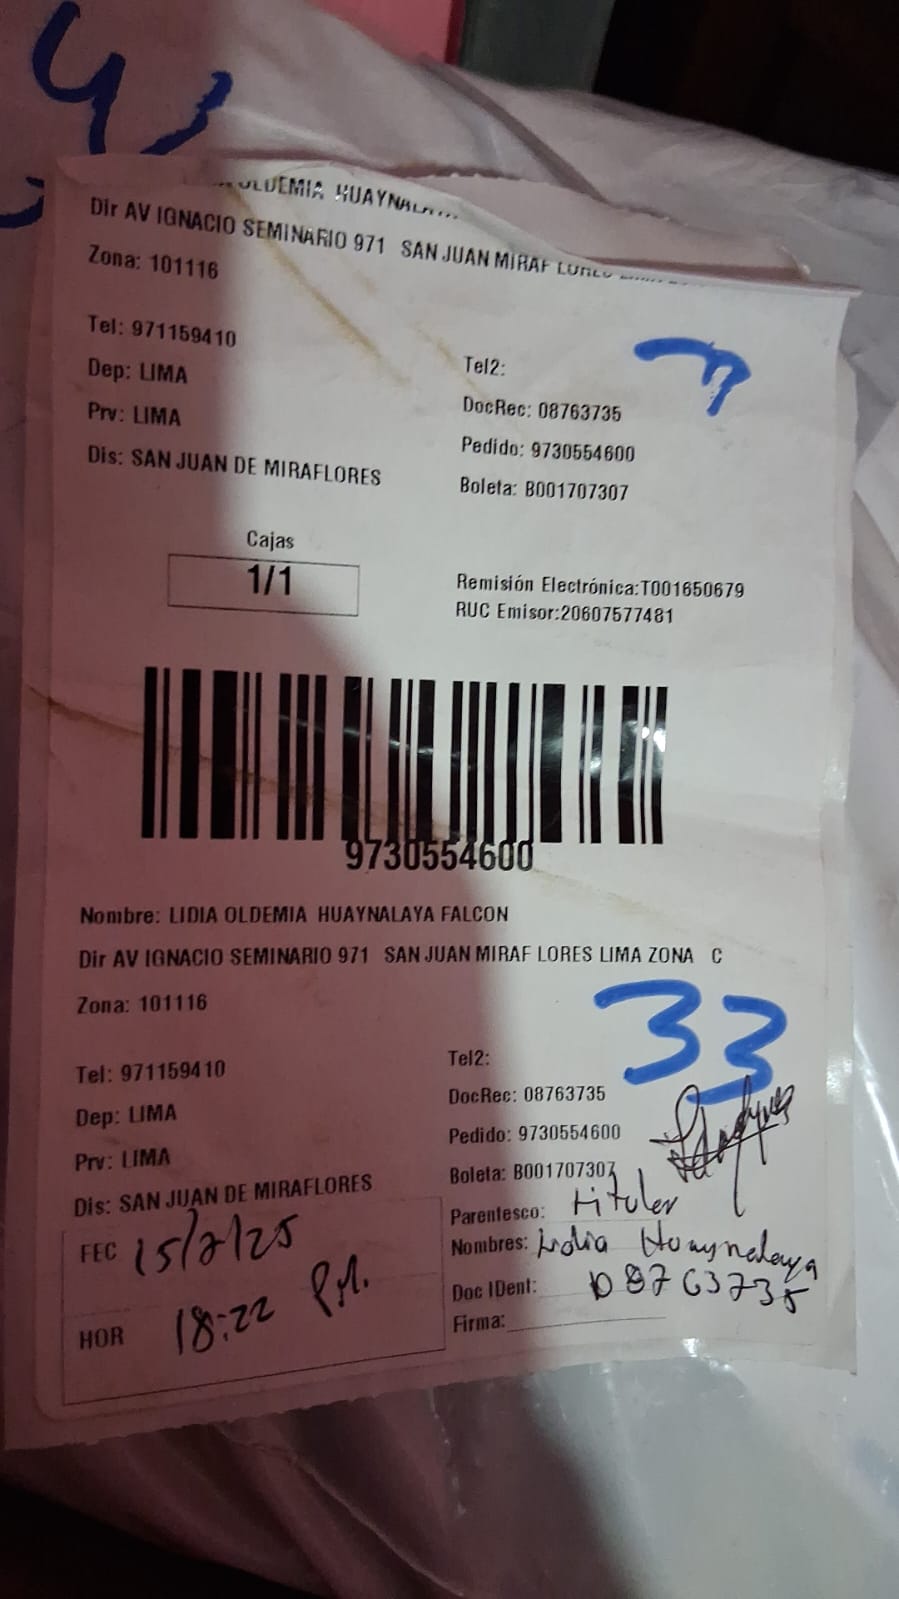 OLDEMIA HUAYNALA
Dir AV IGNACIO SEMINARIO 971 SAN JUAN MIRAF LORES
Zona: 101116
Tel: 971159410
Tel2:
Dep: LIMA
DocRec: 08763735
Prv: LIMA
Pedido: 9730554600
Dis: SAN JUAN DE MIRAFLORES
Boleta: B001707307
Cajas
1/1
Remisión Electrónica:T001650679
RUC Emisor:20607577481
9730554600
Nombre: LIDIA OLDEMIA HUAYNALAYA FALCON
Dir AV IGNACIO SEMINARIO 971 SAN JUAN MIRAF LORES LIMA ZONA C
Zona: 101116
33
Tel: 971159410
Tel2:
Dep: LIMA
DocRec: 08763735
Prv: LIMA
Pedido: 9730554600
Dis: SAN JUAN DE MIRAFLORES
Boleta: B001707307
Parentesco: titular
FEC 15/2/25
Nombres: Lidia Huaynalaya
Doc IDent: 08763735
HOR 18:22 P.M.
Firma: